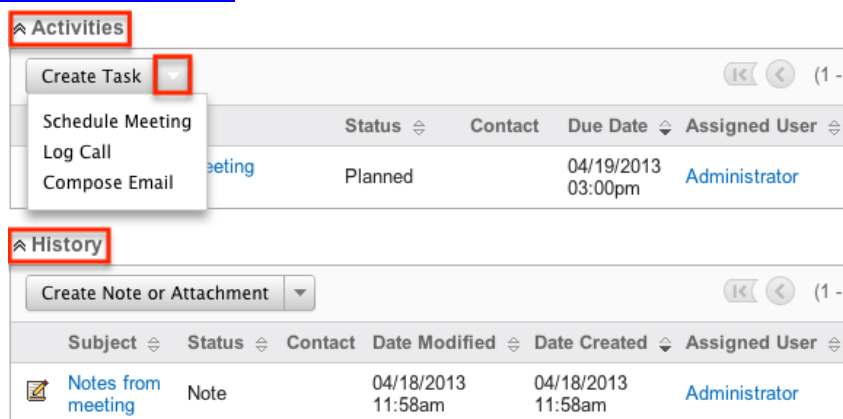 Activities
Create Task
(1 -
Schedule Meeting
Log Call
Compose Email
Status Contact Due Date Assigned User
eeting Planned 04/19/2013 03:00pm Administrator
History
Create Note or Attachment
(1 -
Subject Status Contact Date Modified Date Created Assigned User
Notes from meeting Note 04/18/2013 11:58am 04/18/2013 11:58am Administrator